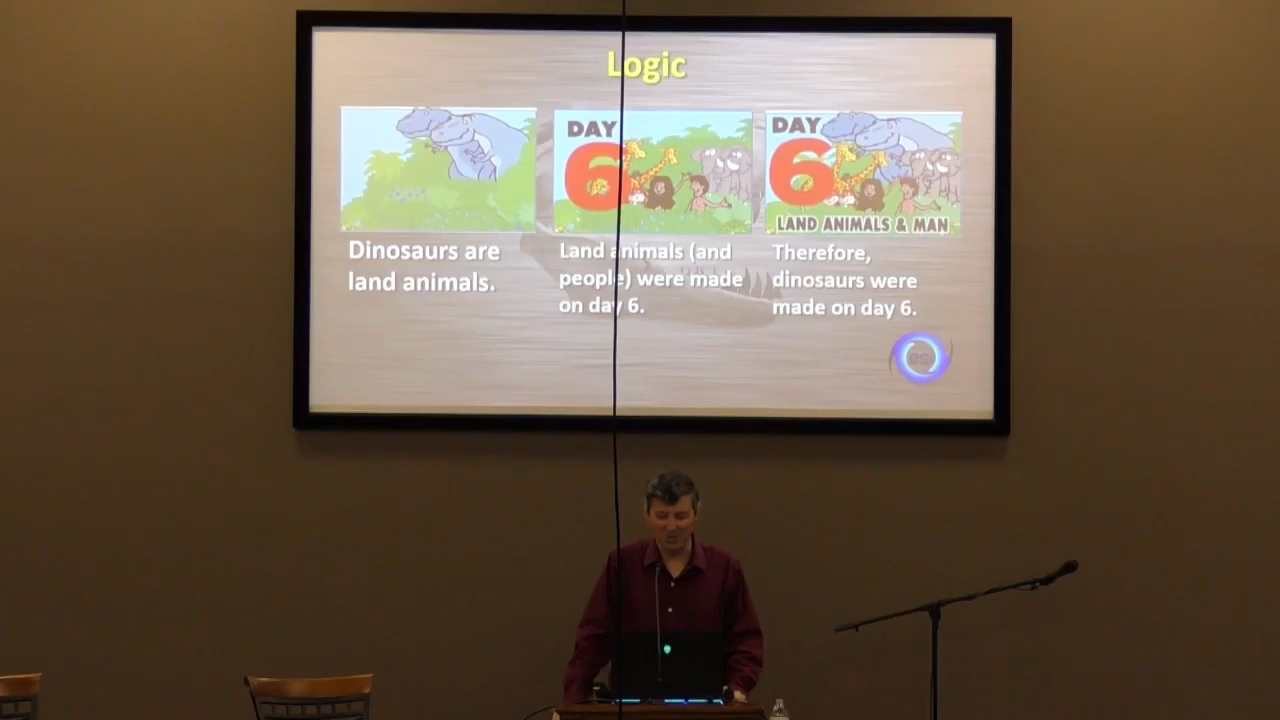 Logic
Dinosaurs are
land animals.
DAY
6
Land animals (and
people) were made
on day 6.
DAY
6
LAND ANIMALS & MAN
Therefore,
dinosaurs were
made on day 6.